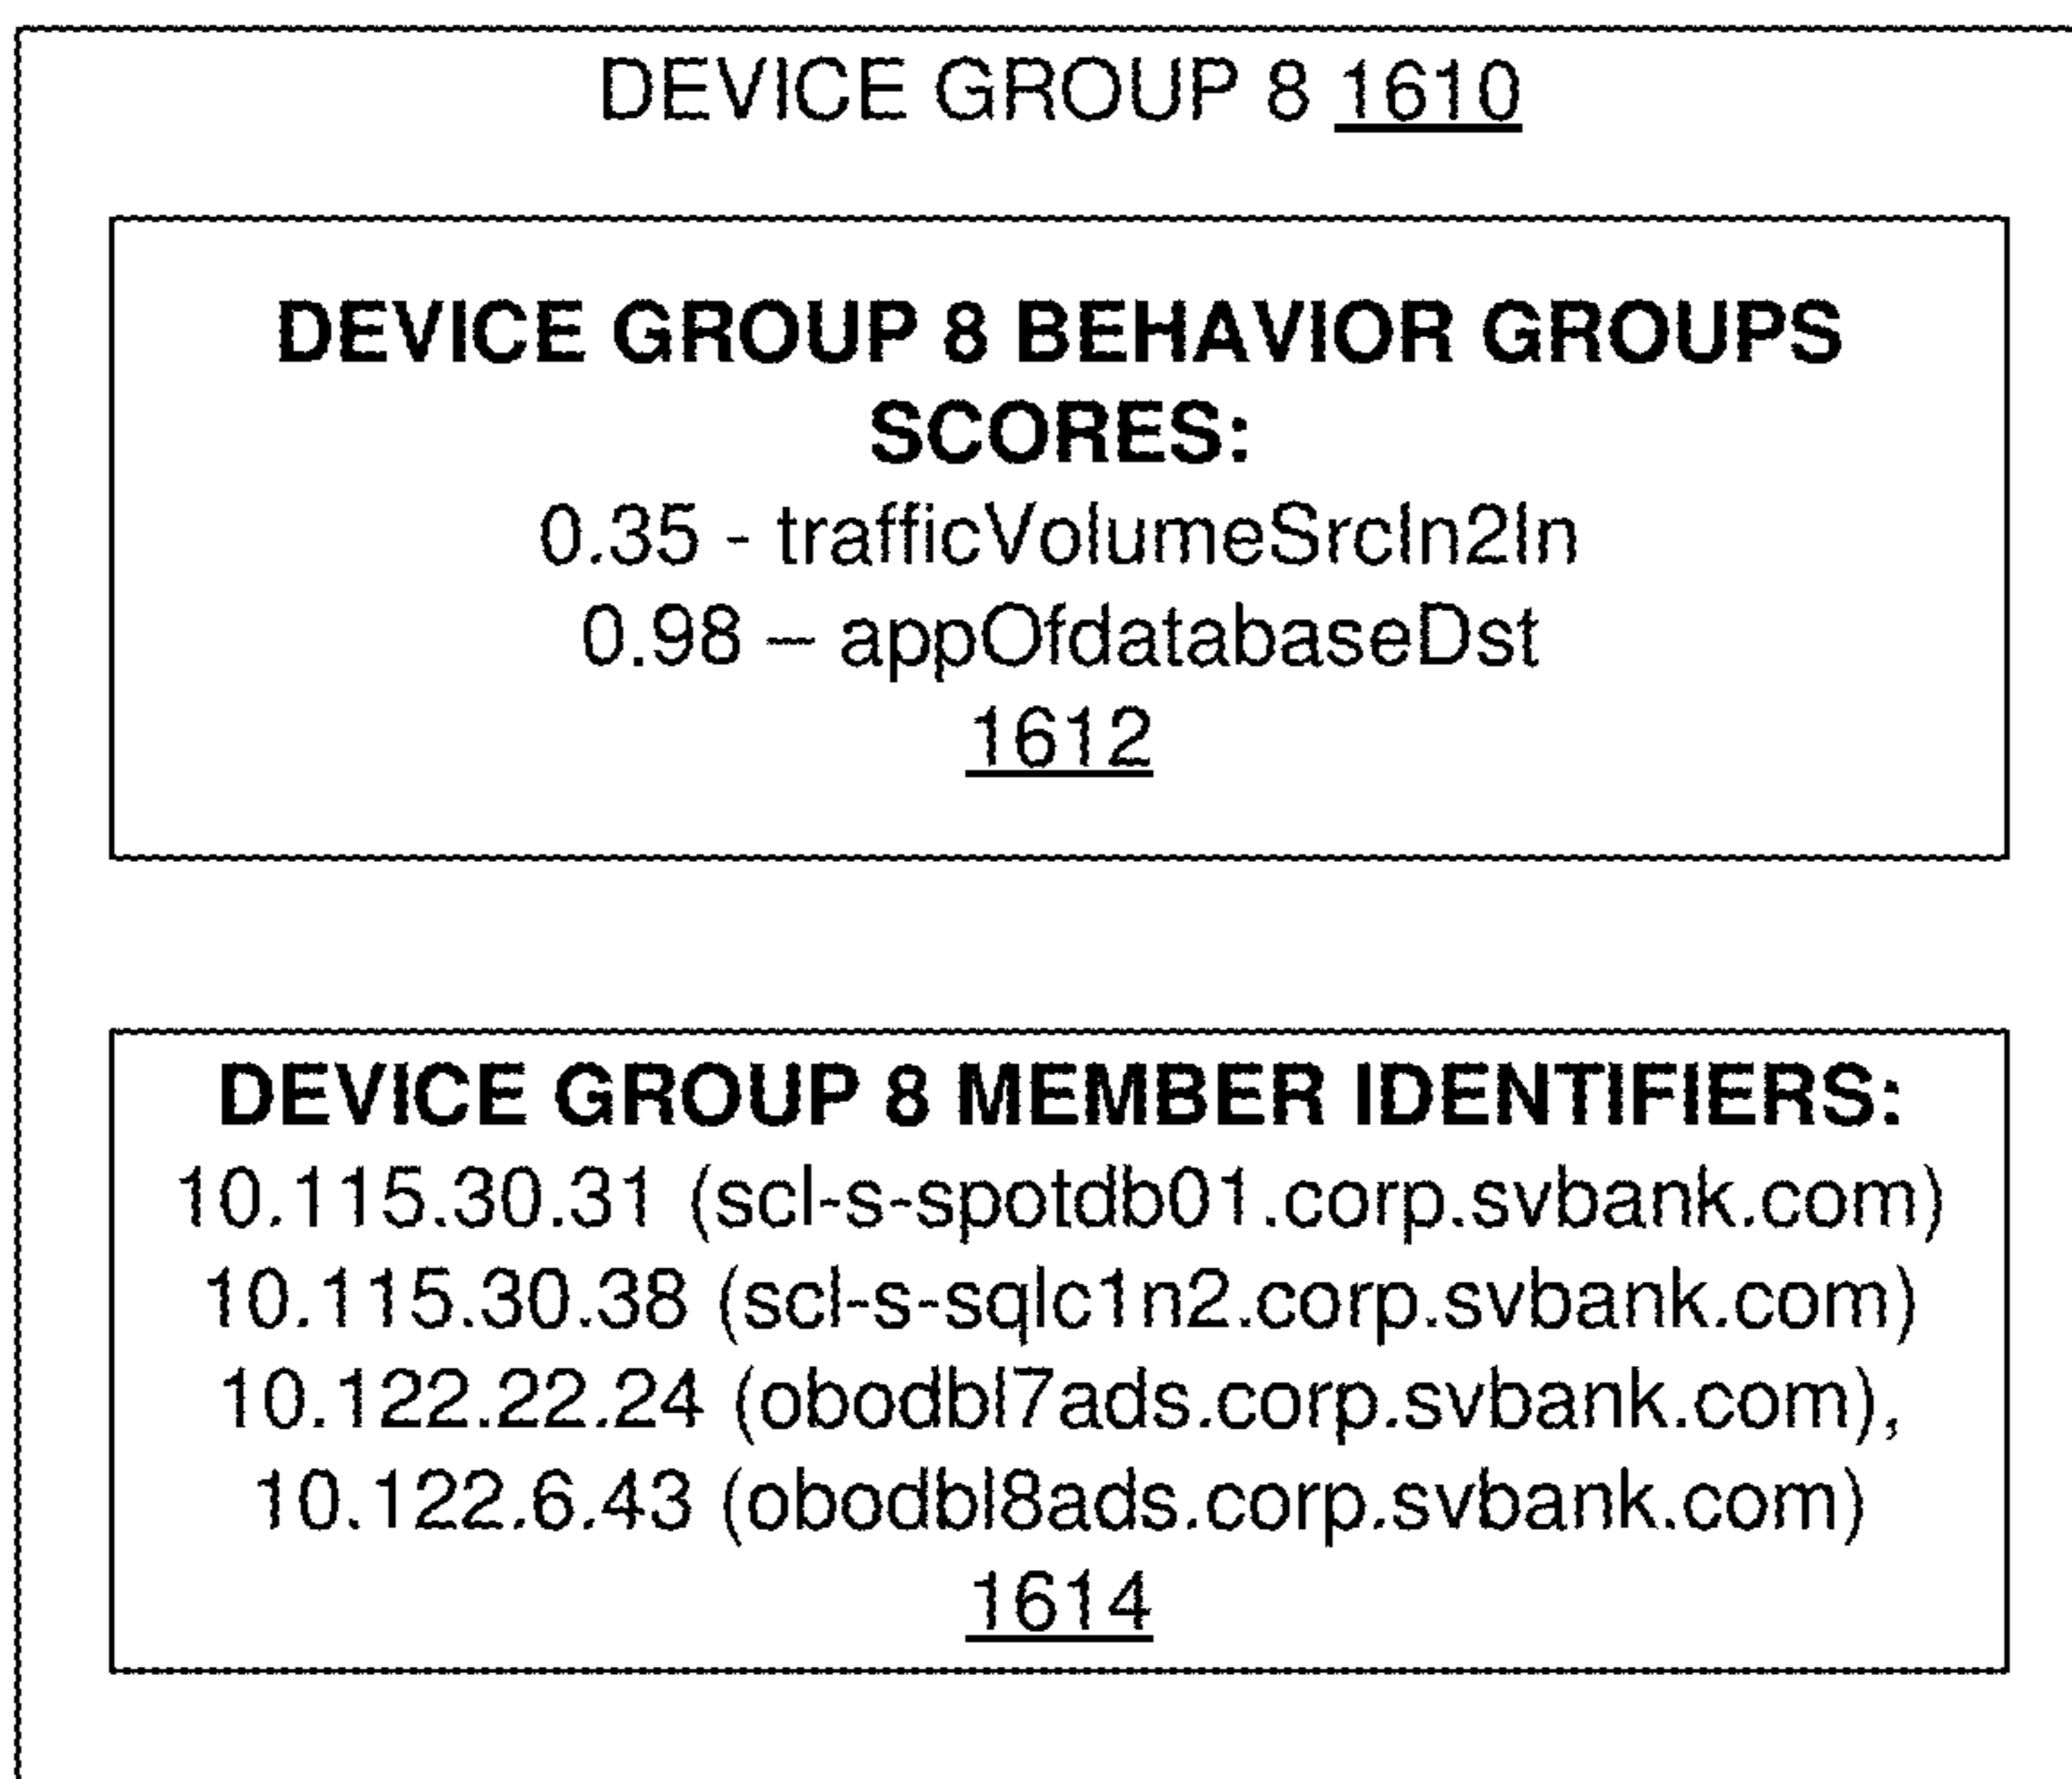 DEVICE GROUP 8 1610
DEVICE GROUP 8 BEHAVIOR GROUPS
SCORES:
0.35 - trafficVolumeSrcIn2In
0.98 – appOfdatabaseDst
1612
DEVICE GROUP 8 MEMBER IDENTIFIERS:
10.115.30.31 (scl-s-spotdb01.corp.svbank.com)
10.115.30.38 (scl-s-sqlc1n2.corp.svbank.com)
10.122.22.24 (obodbl7ads.corp.svbank.com),
10.122.6.43 (obodbl8ads.corp.svbank.com)
1614